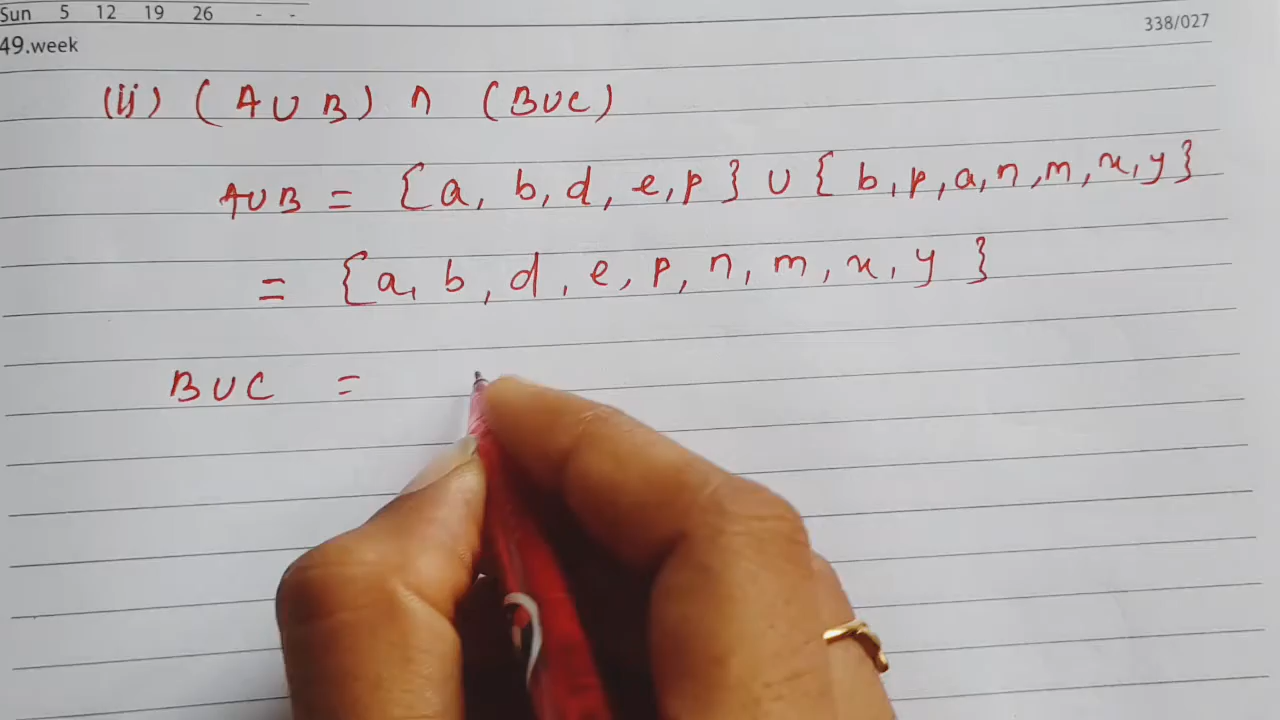 Sun 5 12 19 26 - -
49.week
338/027
(ii) (A ∪ B) ∩ (B∪C)
A∪B = {a, b, d, e, p} ∪ {b, p, a, n, m, x, y}
= {a, b, d, e, p, n, m, x, y}
B∪C =